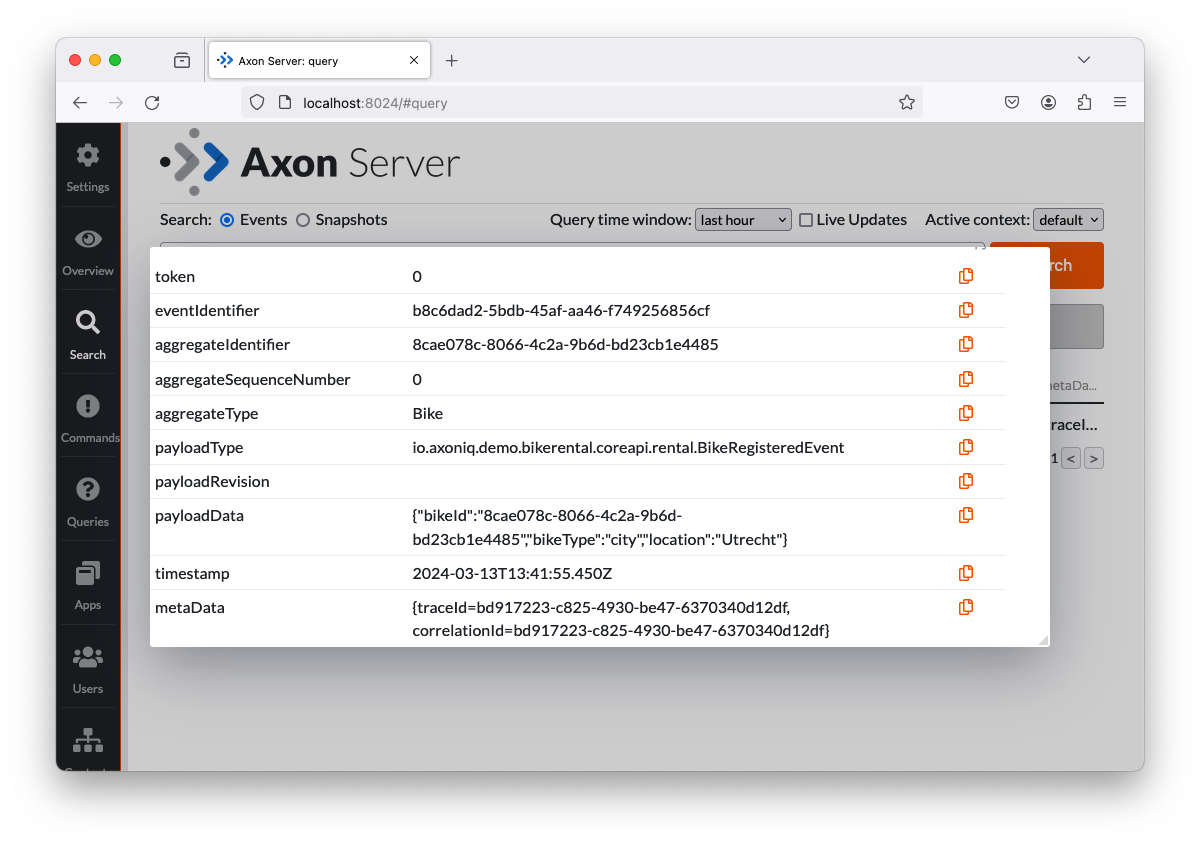 Axon Server: query
localhost:8024/#query
Settings
Overview
Search
Commands
Queries
Apps
Users
Axon Server
Search: Events Snapshots Query time window: last hour Live Updates Active context: default
token 0
eventIdentifier b8c6dad2-5bdb-45af-aa46-f749256856cf
aggregateIdentifier 8cae078c-8066-4c2a-9b6d-bd23cb1e4485
aggregateSequenceNumber 0
aggregateType Bike
payloadType io.axoniq.demo.bikerental.coreapi.rental.BikeRegisteredEvent
payloadRevision
payloadData {"bikeId":"8cae078c-8066-4c2a-9b6d-
bd23cb1e4485","bikeType":"city","location":"Utrecht"}
timestamp 2024-03-13T13:41:55.450Z
metaData {traceId=bd917223-c825-4930-be47-6370340d12df,
correlationId=bd917223-c825-4930-be47-6370340d12df}
rch
etaDa...
tracel...
1 < >